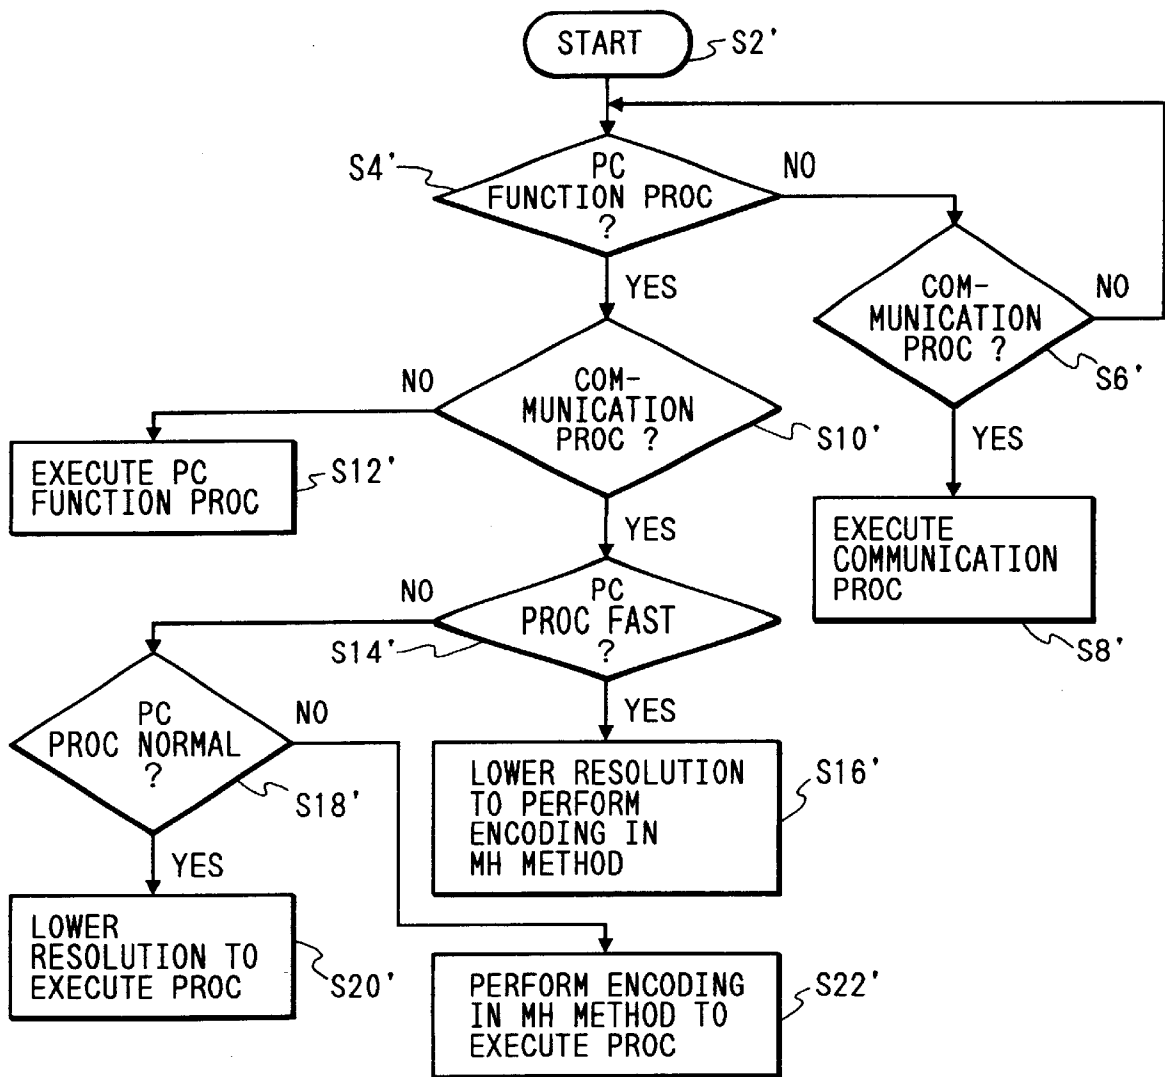 START
S2'
S4'
PC
FUNCTION PROC
?
NO
YES
COM-
MUNICATION
PROC ?
NO
S6'
YES
NO
COM-
MUNICATION
PROC ?
S10'
EXECUTE PC
FUNCTION PROC
S12'
YES
EXECUTE
COMMUNICATION
PROC
S8'
NO
PC
PROC FAST
?
S14'
YES
PC
PROC NORMAL
?
NO
S18'
YES
LOWER RESOLUTION
TO PERFORM
ENCODING IN
MH METHOD
S16'
LOWER
RESOLUTION TO
EXECUTE PROC
S20'
PERFORM ENCODING
IN MH METHOD TO
EXECUTE PROC
S22'